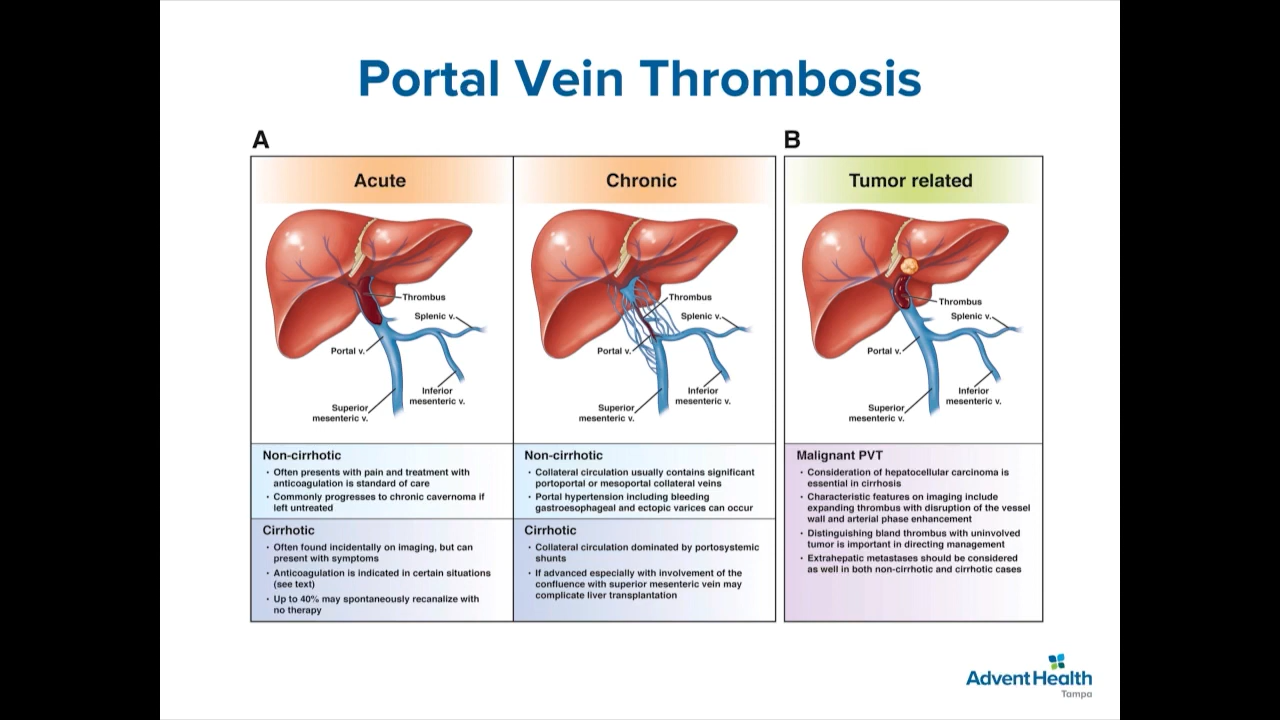 Portal Vein Thrombosis
A
Acute
Thrombus
Splenic v.
Portal v.
Inferior
mesenteric v.
Superior
mesenteric v.
Non-cirrhotic
• Often presents with pain and treatment with
anticoagulation is standard of care
• Commonly progresses to chronic cavernoma if
left untreated
Cirrhotic
• Often found incidentally on imaging, but can
present with symptoms
• Anticoagulation is indicated in certain situations
(see text)
• Up to 40% may spontaneously recanalize with
no therapy
Chronic
Thrombus
Splenic v.
Portal v.
Inferior
mesenteric v.
Superior
mesenteric v.
Non-cirrhotic
• Collateral circulation usually contains significant
portoportal or mesoportal collateral veins
• Portal hypertension including bleeding
gastroesophageal and ectopic varices can occur
Cirrhotic
• Collateral circulation dominated by portosystemic
shunts
• If advanced especially with involvement of the
confluence with superior mesenteric vein may
complicate liver transplantation
B
Tumor related
Thrombus
Splenic v.
Portal v.
Inferior
mesenteric v.
Superior
mesenteric v.
Malignant PVT
• Consideration of hepatocellular carcinoma is
essential in cirrhosis
• Characteristic features on imaging include
expanding thrombus with disruption of the vessel
wall and arterial phase enhancement
• Distinguishing bland thrombus with uninvolved
tumor is important in directing management
• Extrahepatic metastases should be considered
as well in both non-cirrhotic and cirrhotic cases
Advent Health
Tampa